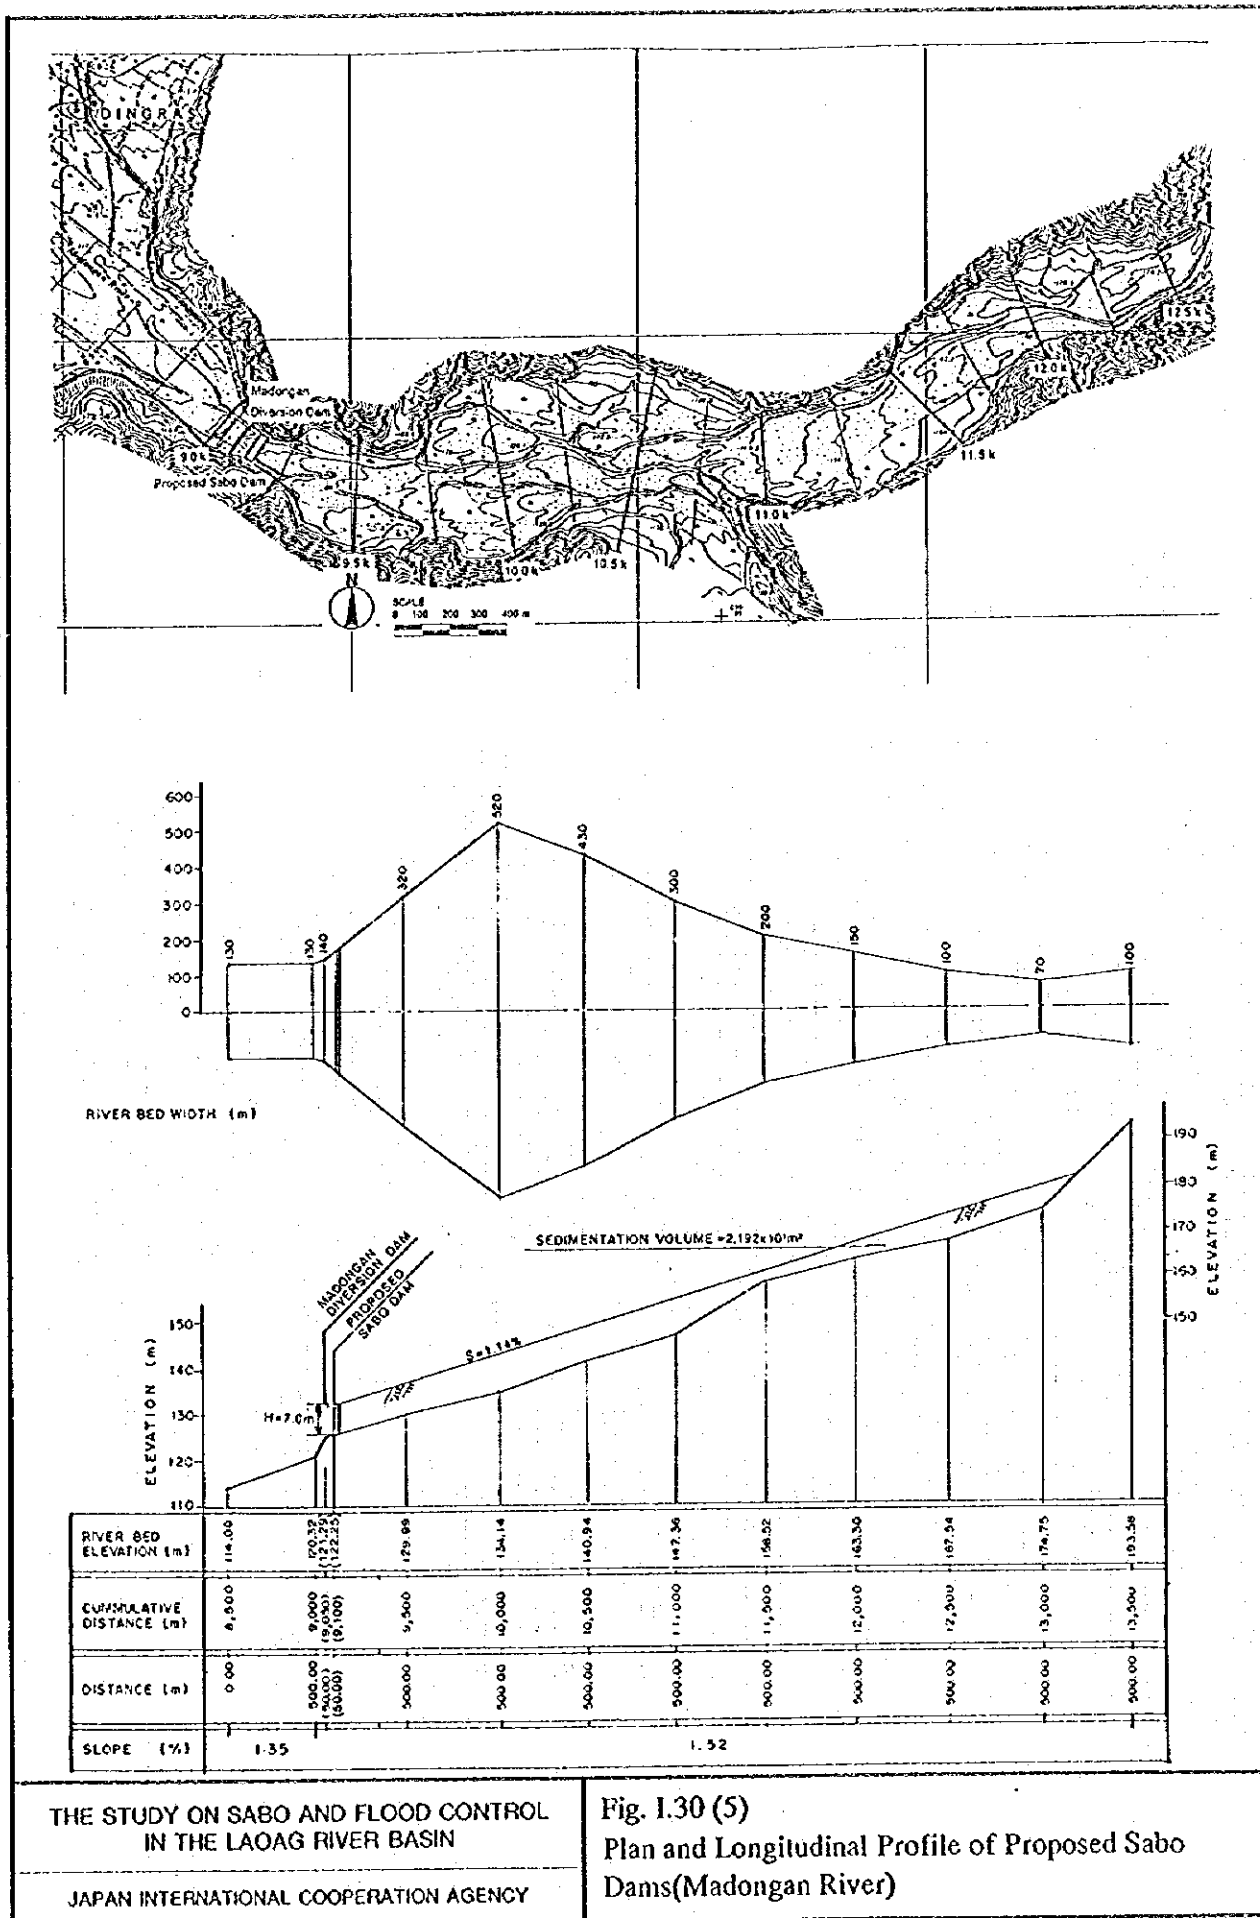 DINGRAS
Madongan
Diversion Dam
9.0k
Proposed Sabo Dam
9.5k
10.0k
10.5k
11.0k
11.5k
12.0k
12.5k
N
SCALE
0 100 200 300 400 m
600
500
400
300
200
100
0
130
130
140
320
520
430
300
200
150
100
70
100
RIVER BED WIDTH (m)
190
180
170
160
150
ELEVATION (m)
SEDIMENTATION VOLUME
MADONGAN
DIVERSION DAM
PROPOSED
SABO DAM
S=1.14%
H=7.0m
150
140
130
120
110
ELEVATION (m)
RIVER BED
ELEVATION (m)
114.00
120.32
(121.29)
(122.25)
129.99
134.14
140.94
147.36
158.52
163.30
167.54
174.75
193.58
CUMMULATIVE
DISTANCE (m)
8,500
9,000
(9,050)
(9,100)
9,500
10,000
10,500
11,000
11,500
12,000
12,500
13,000
13,500
DISTANCE (m)
0.00
500.00
(50.00)
(50.00)
500.00
500.00
500.00
500.00
500.00
500.00
500.00
500.00
500.00
SLOPE (%)
1.35
1.52
THE STUDY ON SABO AND FLOOD CONTROL
IN THE LAOAG RIVER BASIN
JAPAN INTERNATIONAL COOPERATION AGENCY
Fig. I.30 (5)
Plan and Longitudinal Profile of Proposed Sabo
Dams(Madongan River)